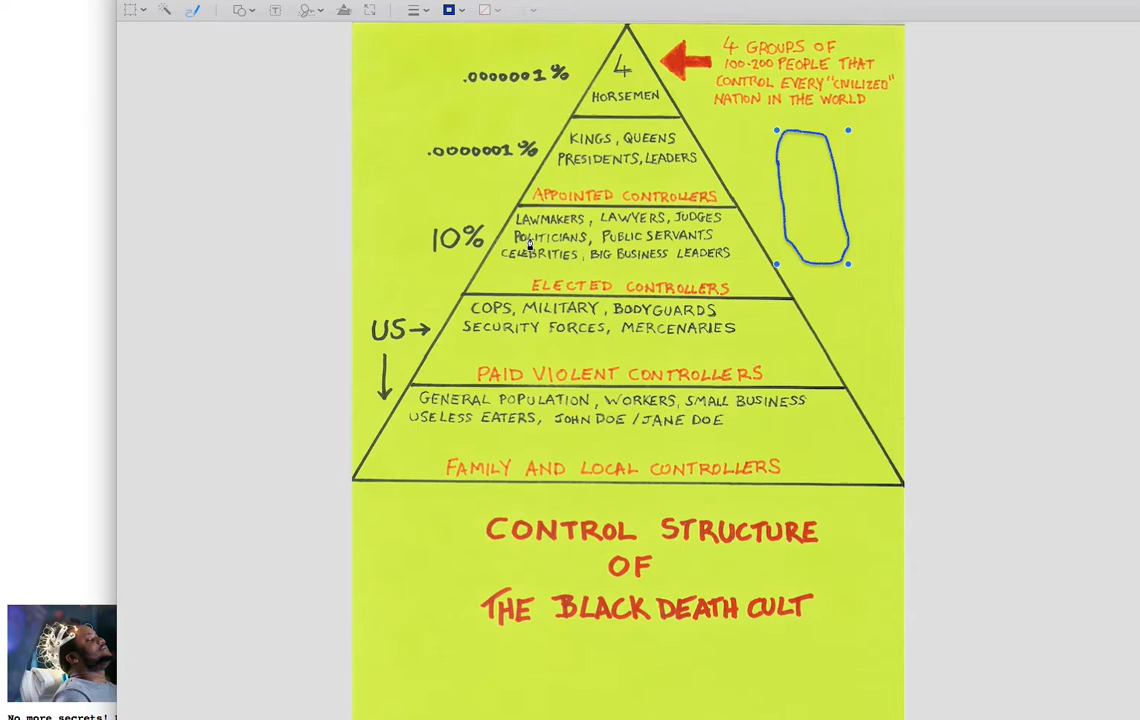 4
HORSEMEN
.0000001%
4 GROUPS OF
100-200 PEOPLE THAT
CONTROL EVERY "CIVILIZED"
NATION IN THE WORLD
KINGS, QUEENS
PRESIDENTS, LEADERS
.0000001%
APPOINTED CONTROLLERS
LAWMAKERS, LAWYERS, JUDGES
POLITICIANS, PUBLIC SERVANTS
CELEBRITIES, BIG BUSINESS LEADERS
10%
ELECTED CONTROLLERS
COPS, MILITARY, BODYGUARDS
SECURITY FORCES, MERCENARIES
US
PAID VIOLENT CONTROLLERS
GENERAL POPULATION, WORKERS, SMALL BUSINESS
USELESS EATERS, JOHN DOE / JANE DOE
FAMILY AND LOCAL CONTROLLERS
CONTROL STRUCTURE
OF
THE BLACK DEATH CULT
No more secrets!